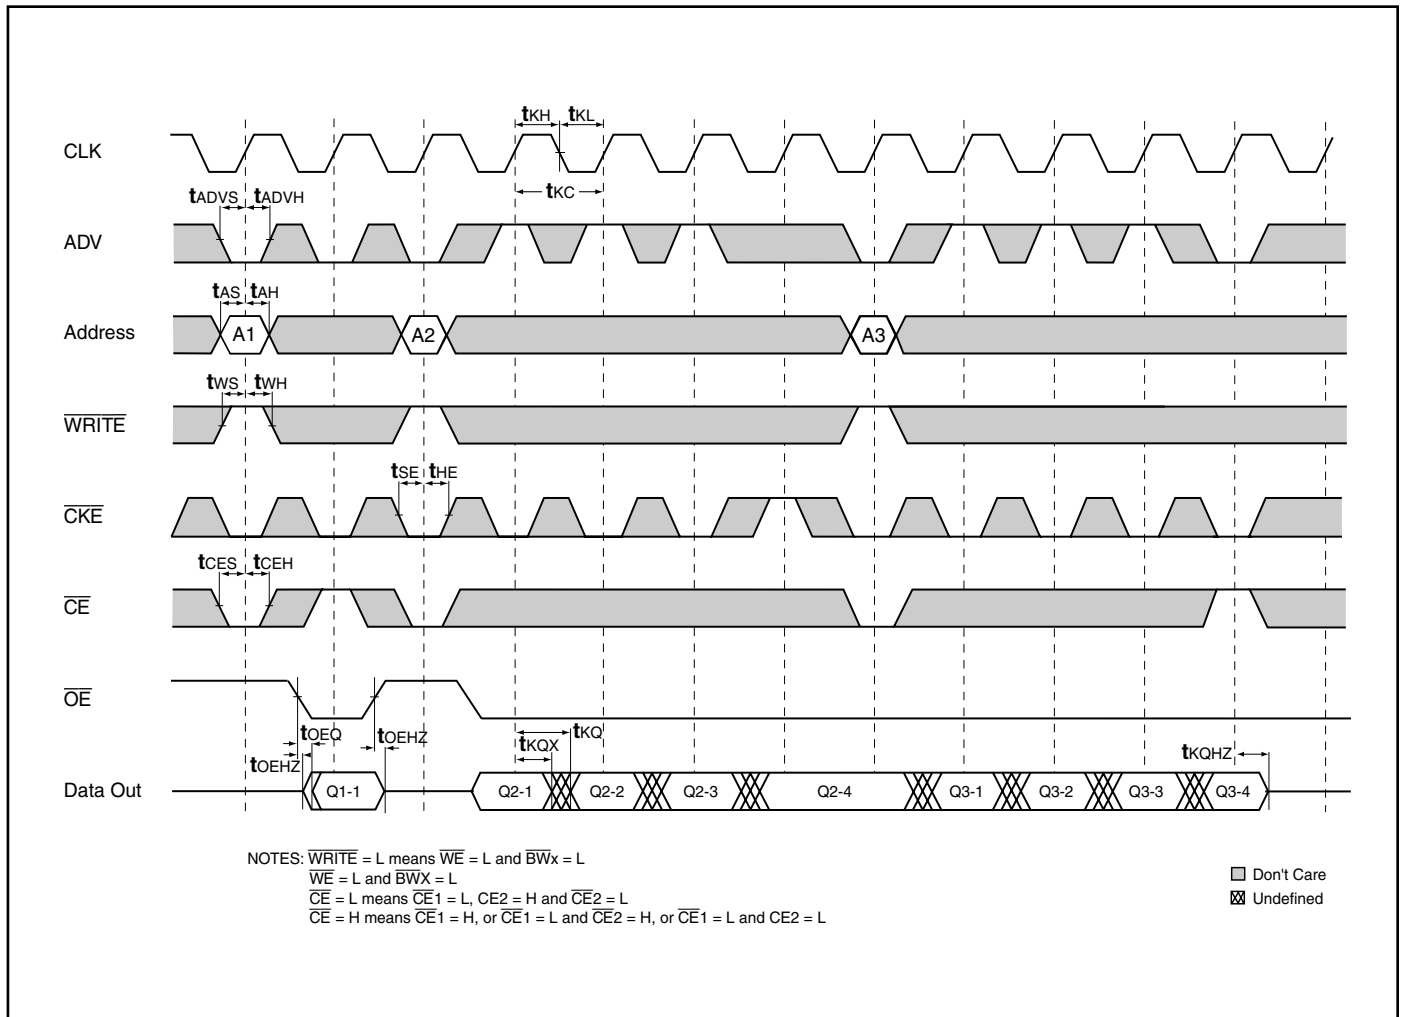 tKH tKL
CLK
tKC
tADVS tADVH
ADV
tAS tAH
Address A1 A2 A3
tWS tWH
WRITE
tSE tHE
CKE
tCES tCEH
CE
OE
tOEQ tOEHZ tKQX tKQ
tOEHZ tKQHZ
Data Out Q1-1 Q2-1 Q2-2 Q2-3 Q2-4 Q3-1 Q3-2 Q3-3 Q3-4
NOTES: WRITE = L means WE = L and BWx = L
WE = L and BWX = L
CE = L means CE1 = L, CE2 = H and CE2 = L
CE = H means CE1 = H, or CE1 = L and CE2 = H, or CE1 = L and CE2 = L
Don't Care
Undefined